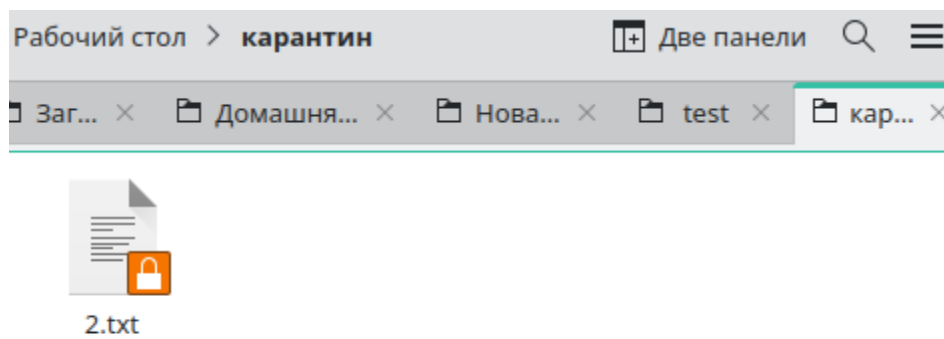 Рабочий стол > карантин Две панели
Заг... Домашня... Нова... test кар...
2.txt